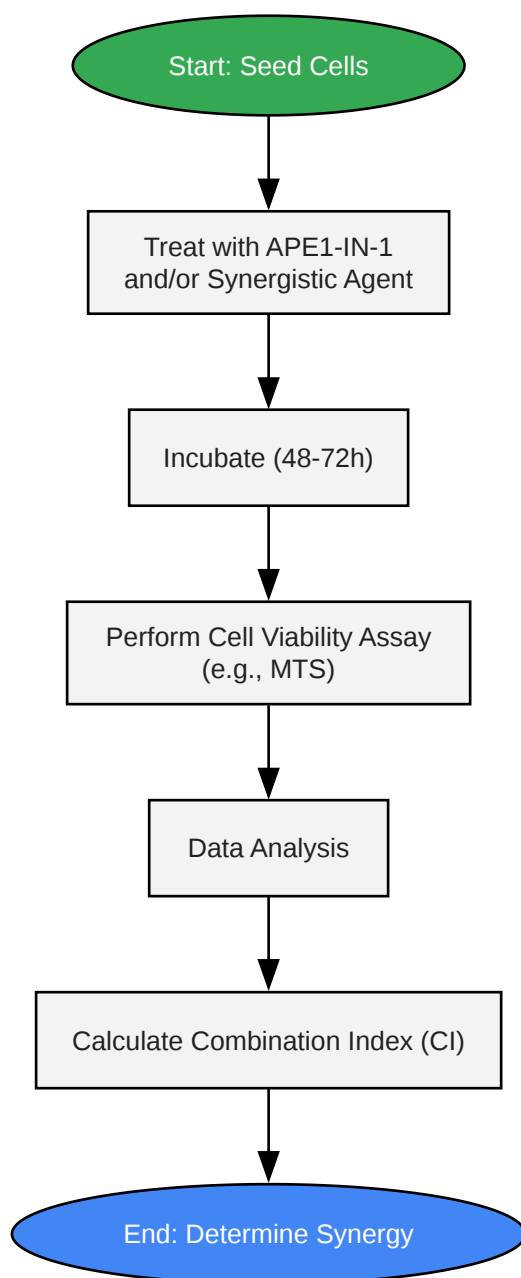 Start: Seed Cells
Treat with APE1-IN-1
and/or Synergistic Agent
Incubate (48-72h)
Perform Cell Viability Assay
(e.g., MTS)
Data Analysis
Calculate Combination Index (CI)
End: Determine Synergy